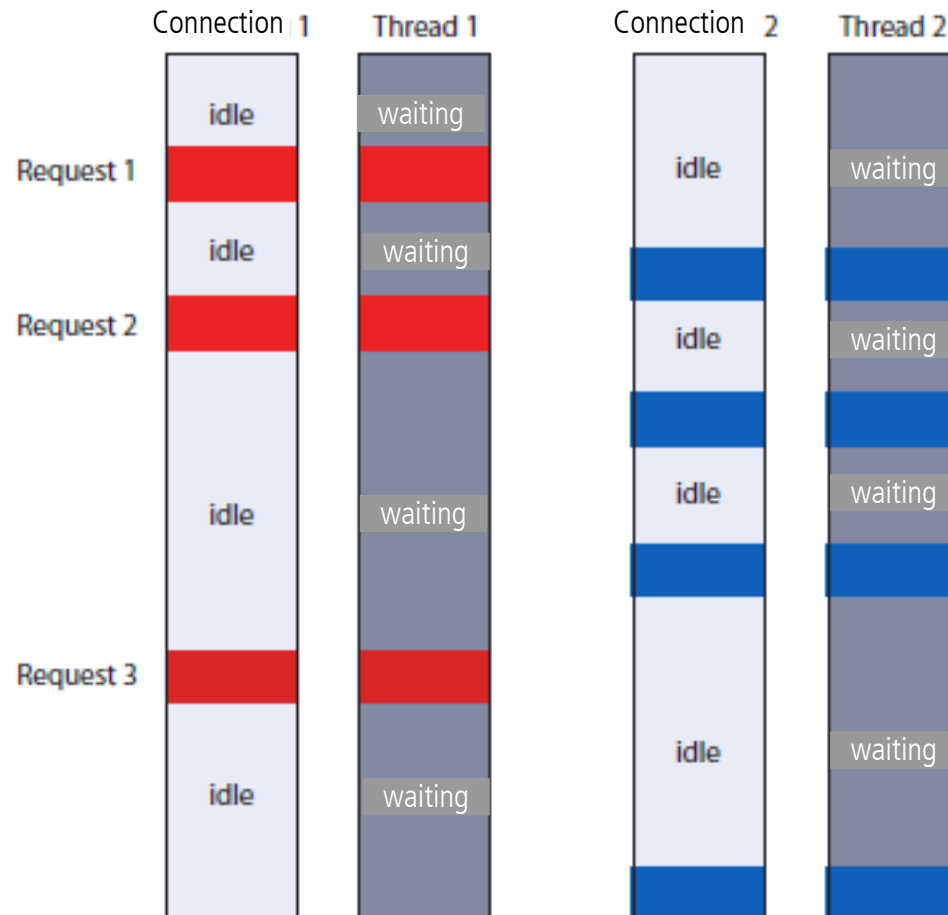 Connection 1 Thread 1 Connection 2 Thread 2
idle waiting
Request 1 idle waiting
idle waiting
Request 2 idle waiting
idle waiting
idle waiting
Request 3
idle waiting
idle waiting